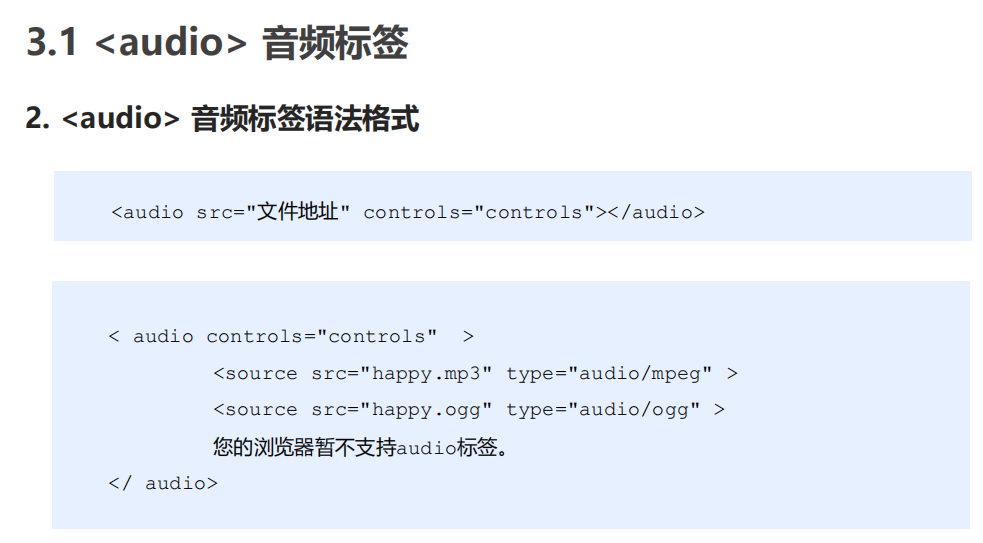 3.1 <audio> 音频标签
2. <audio> 音频标签语法格式
<audio src="文件地址" controls="controls"></audio>
< audio controls="controls"  >
<source src="happy.mp3" type="audio/mpeg" >
<source src="happy.ogg" type="audio/ogg" >
您的浏览器暂不支持audio标签。
</ audio>